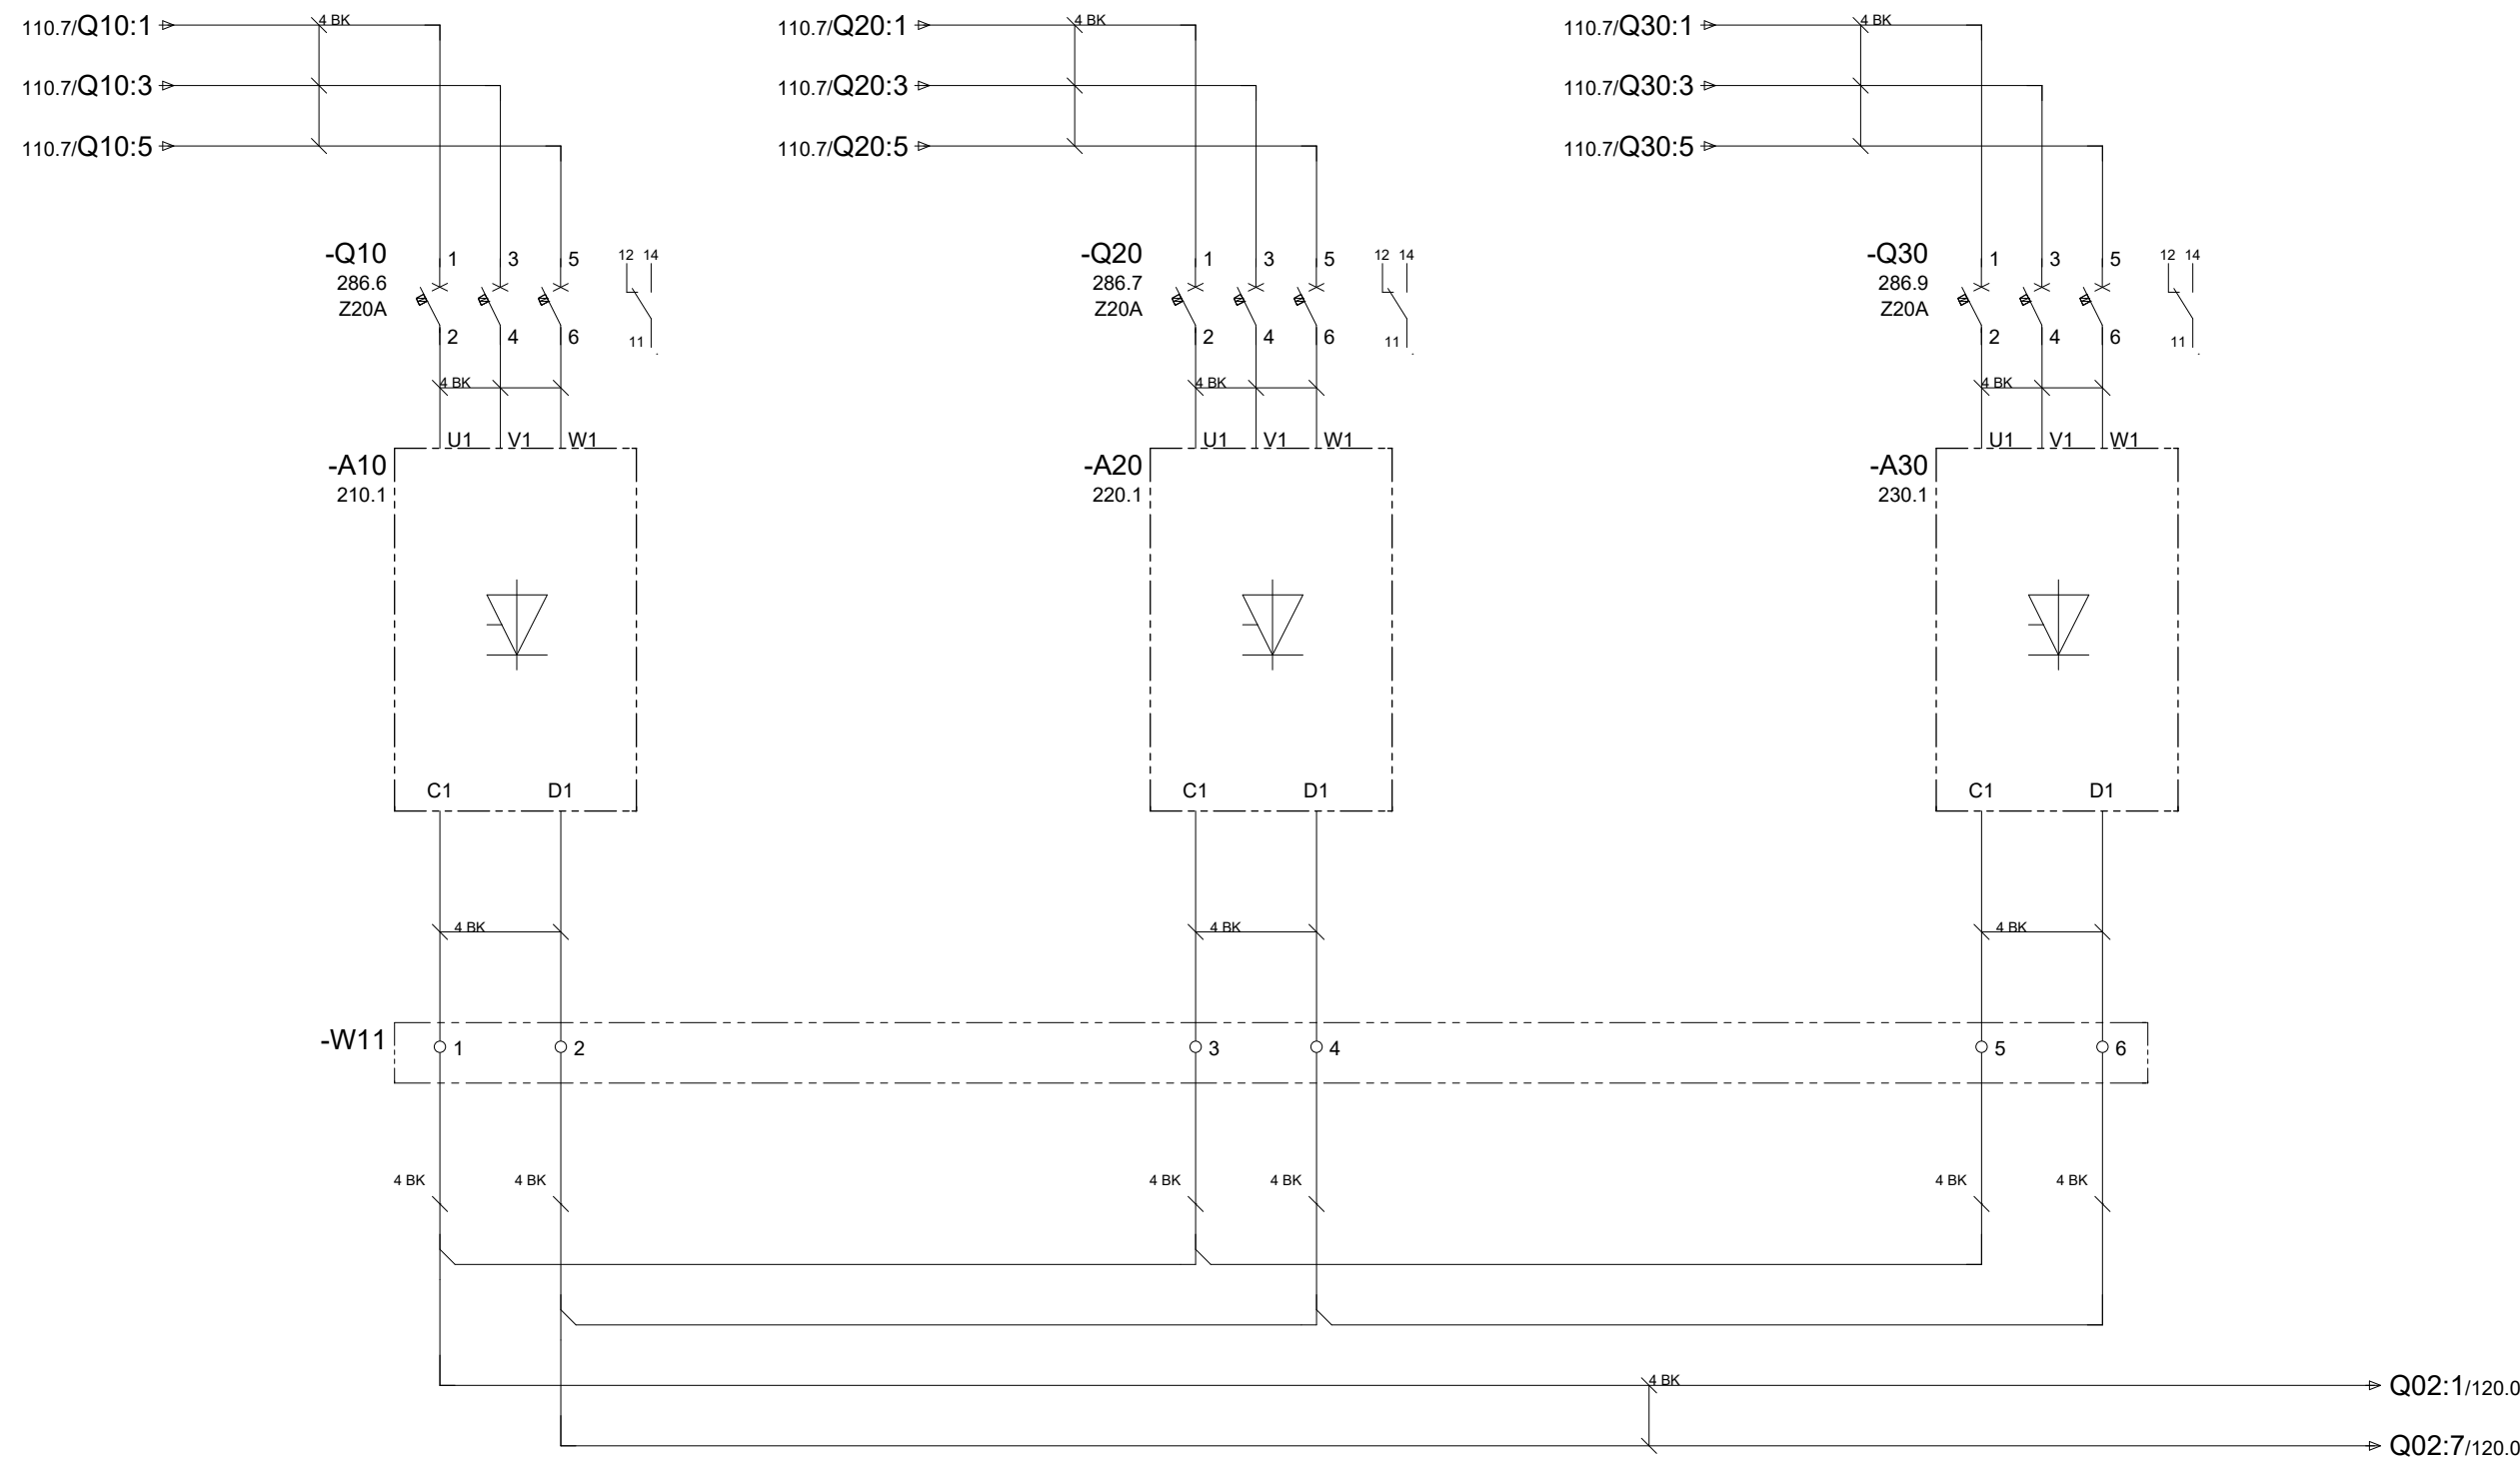 110.7/Q10:1 4 BK 110.7/Q20:1 4 BK 110.7/Q30:1 4 BK
110.7/Q10:3 110.7/Q20:3 110.7/Q30:3
110.7/Q10:5 110.7/Q20:5 110.7/Q30:5
-Q10 1 3 5 12 14 -Q20 1 3 5 12 14 -Q30 1 3 5 12 14
286.6 286.7 286.9
Z20A Z20A Z20A
2 4 6 11 2 4 6 11 2 4 6 11
4 BK 4 BK 4 BK
U1 V1 W1 U1 V1 W1 U1 V1 W1
-A10 -A20 -A30
210.1 220.1 230.1
C1 D1 C1 D1 C1 D1
4 BK 4 BK 4 BK
-W11 1 2 3 4 5 6
4 BK 4 BK 4 BK 4 BK 4 BK 4 BK
4 BK Q02:1/120.0
Q02:7/120.0